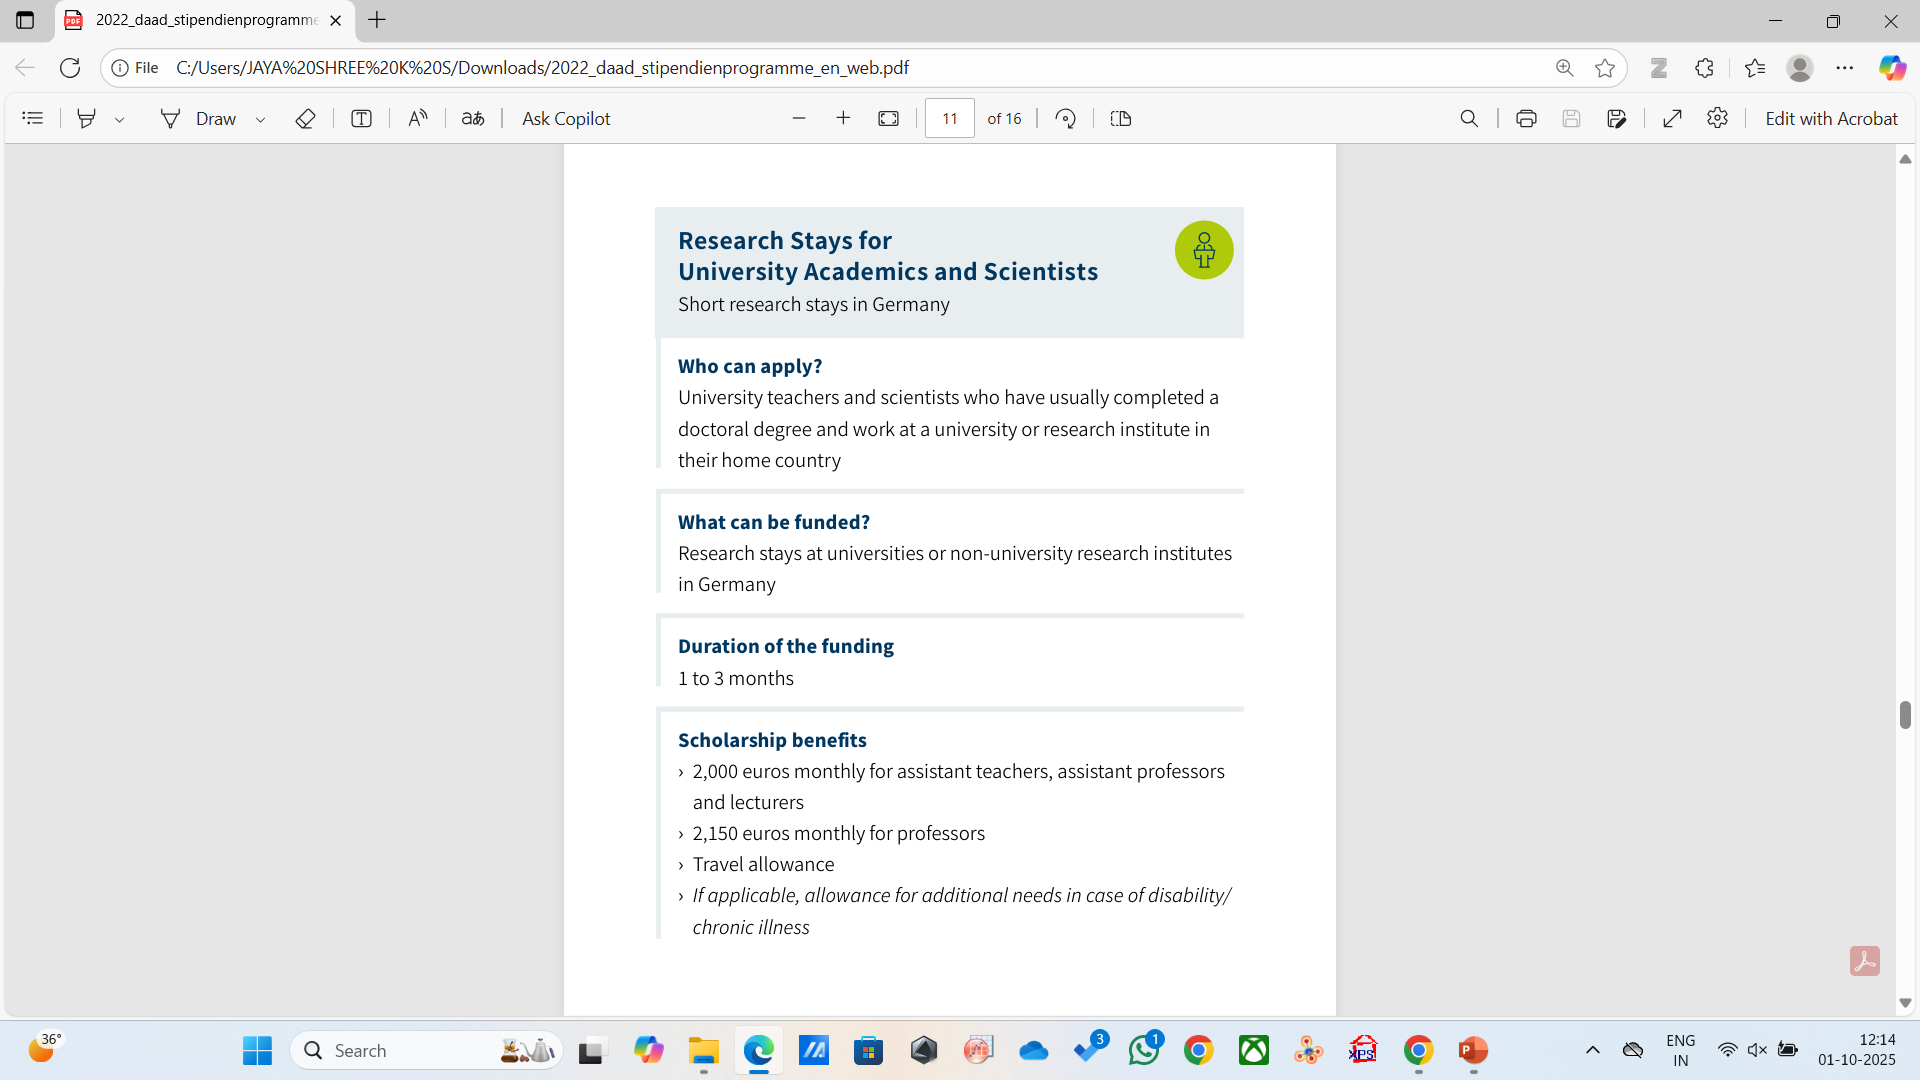 2022_daad_stipendienprogramme
File C:/Users/JAYA%20SHREE%20K%20S/Downloads/2022_daad_stipendienprogramme_en_web.pdf
Draw
Ask Copilot
11 of 16
Edit with Acrobat
Research Stays for
University Academics and Scientists
Short research stays in Germany
Who can apply?
University teachers and scientists who have usually completed a
doctoral degree and work at a university or research institute in
their home country
What can be funded?
Research stays at universities or non-university research institutes
in Germany
Duration of the funding
1 to 3 months
Scholarship benefits
› 2,000 euros monthly for assistant teachers, assistant professors
and lecturers
› 2,150 euros monthly for professors
› Travel allowance
› If applicable, allowance for additional needs in case of disability/
chronic illness
36°
Search
3
1
XPS
ENG
IN
12:14
01-10-2025